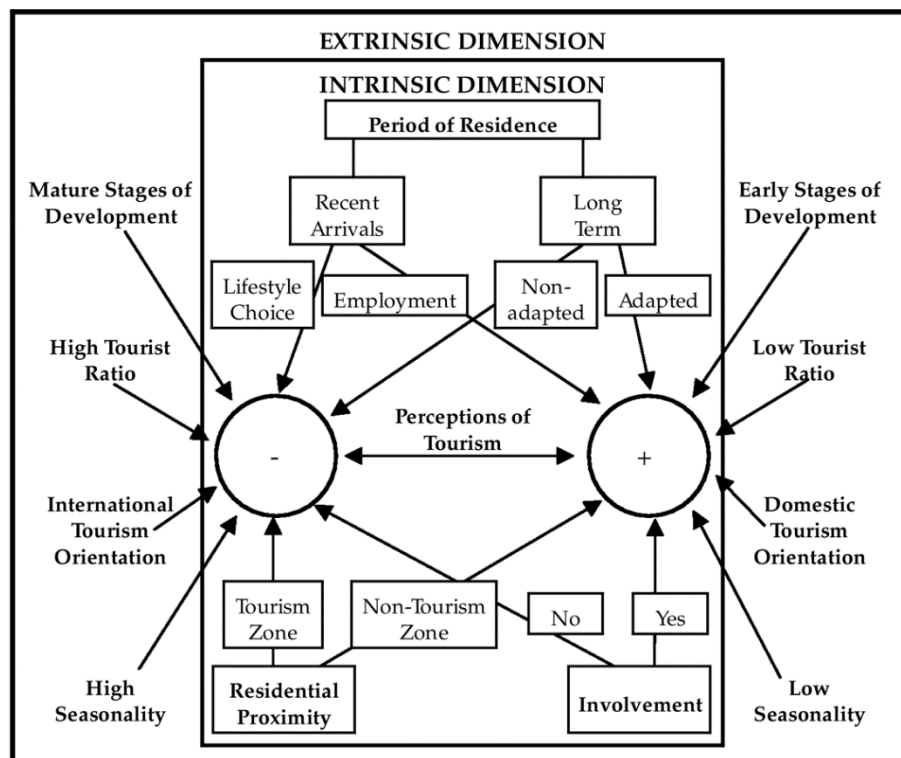 EXTRINSIC DIMENSION
INTRINSIC DIMENSION
Period of Residence
Mature Stages of
Development
Recent
Arrivals
Long
Term
Early Stages of
Development
Lifestyle
Choice
Employment
Non-
adapted
Adapted
High Tourist
Ratio
Low Tourist
Ratio
Perceptions of
Tourism
-
+
International
Tourism
Orientation
Domestic
Tourism
Orientation
Tourism
Zone
Non-Tourism
Zone
No
Yes
High
Seasonality
Residential
Proximity
Involvement
Low
Seasonality